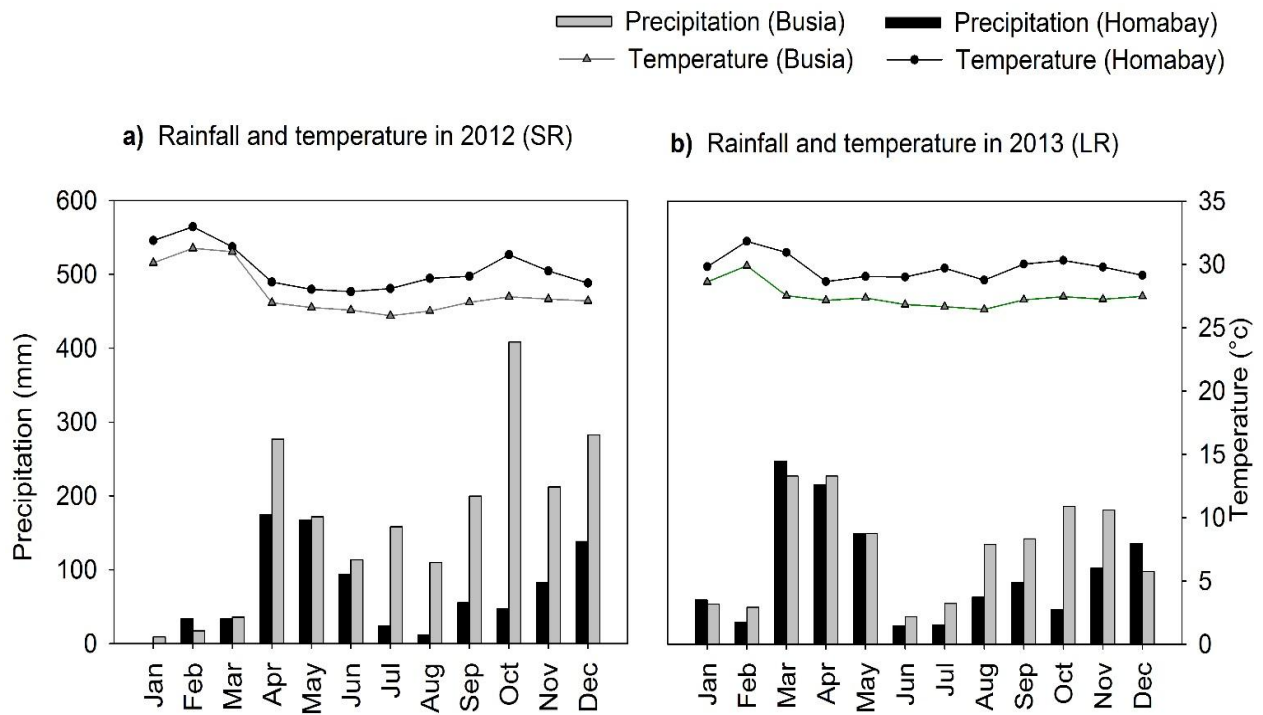 Precipitation (Busia) Precipitation (Homabay)
Temperature (Busia) Temperature (Homabay)
a) Rainfall and temperature in 2012 (SR)
b) Rainfall and temperature in 2013 (LR)
600
500
400
300
200
100
0
Precipitation (mm)
Jan Feb Mar Apr May Jun Jul Aug Sep Oct Nov Dec
Jan Feb Mar Apr May Jun Jul Aug Sep Oct Nov Dec
35
30
25
20
15
10
5
0
Temperature (°c)